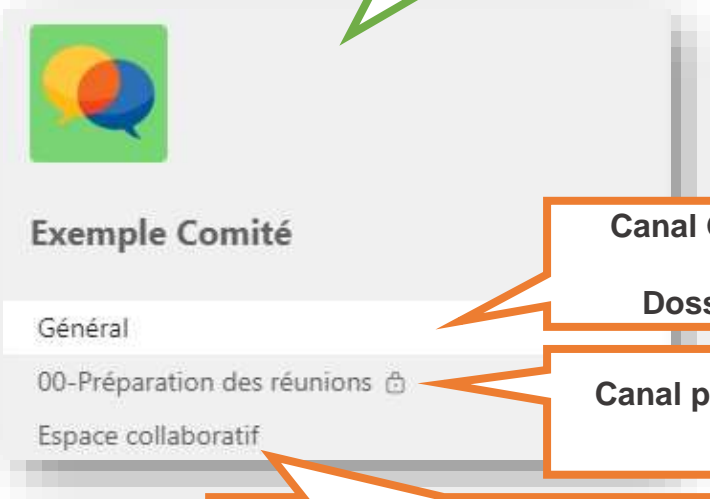 Exemple Comité
Canal
Doss
Général
00-Préparation des réunions
Canal p
Espace collaboratif